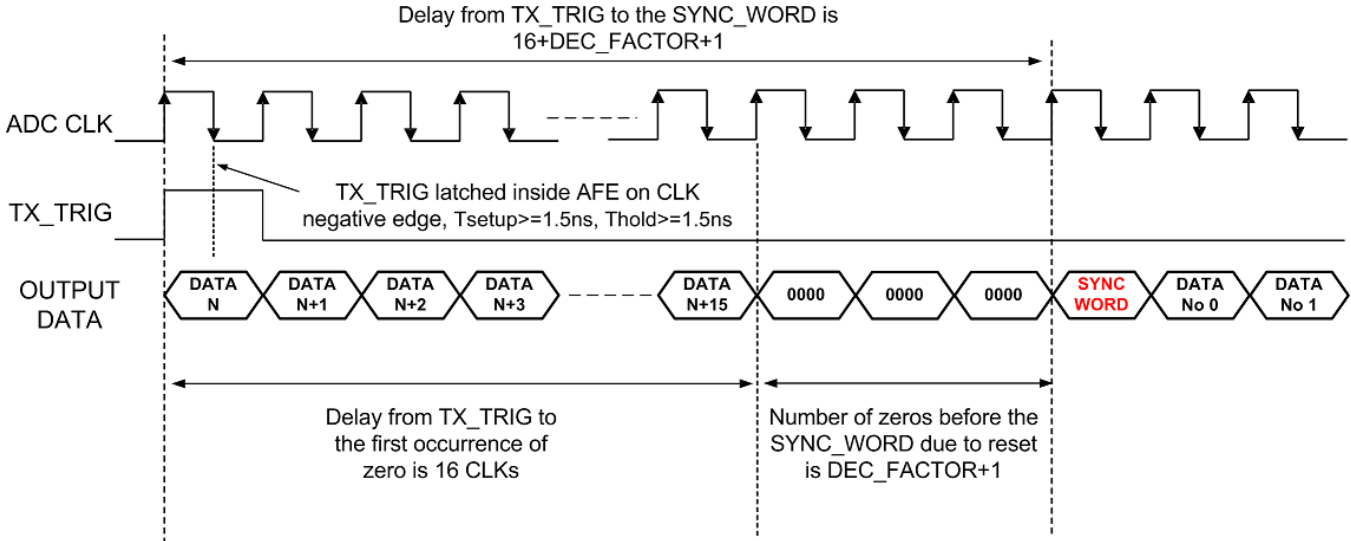 Delay from TX_TRIG to the SYNC_WORD is
16+DEC_FACTOR+1
ADC CLK
TX_TRIG latched inside AFE on CLK
negative edge, Tsetup>=1.5ns, Thold>=1.5ns
TX_TRIG
OUTPUT
DATA
DATA
N
DATA
N+1
DATA
N+2
DATA
N+3
DATA
N+15
0000
0000
0000
SYNC
WORD
DATA
No 0
DATA
No 1
Delay from TX_TRIG to
the first occurrence of
zero is 16 CLKs
Number of zeros before the
SYNC_WORD due to reset
is DEC_FACTOR+1